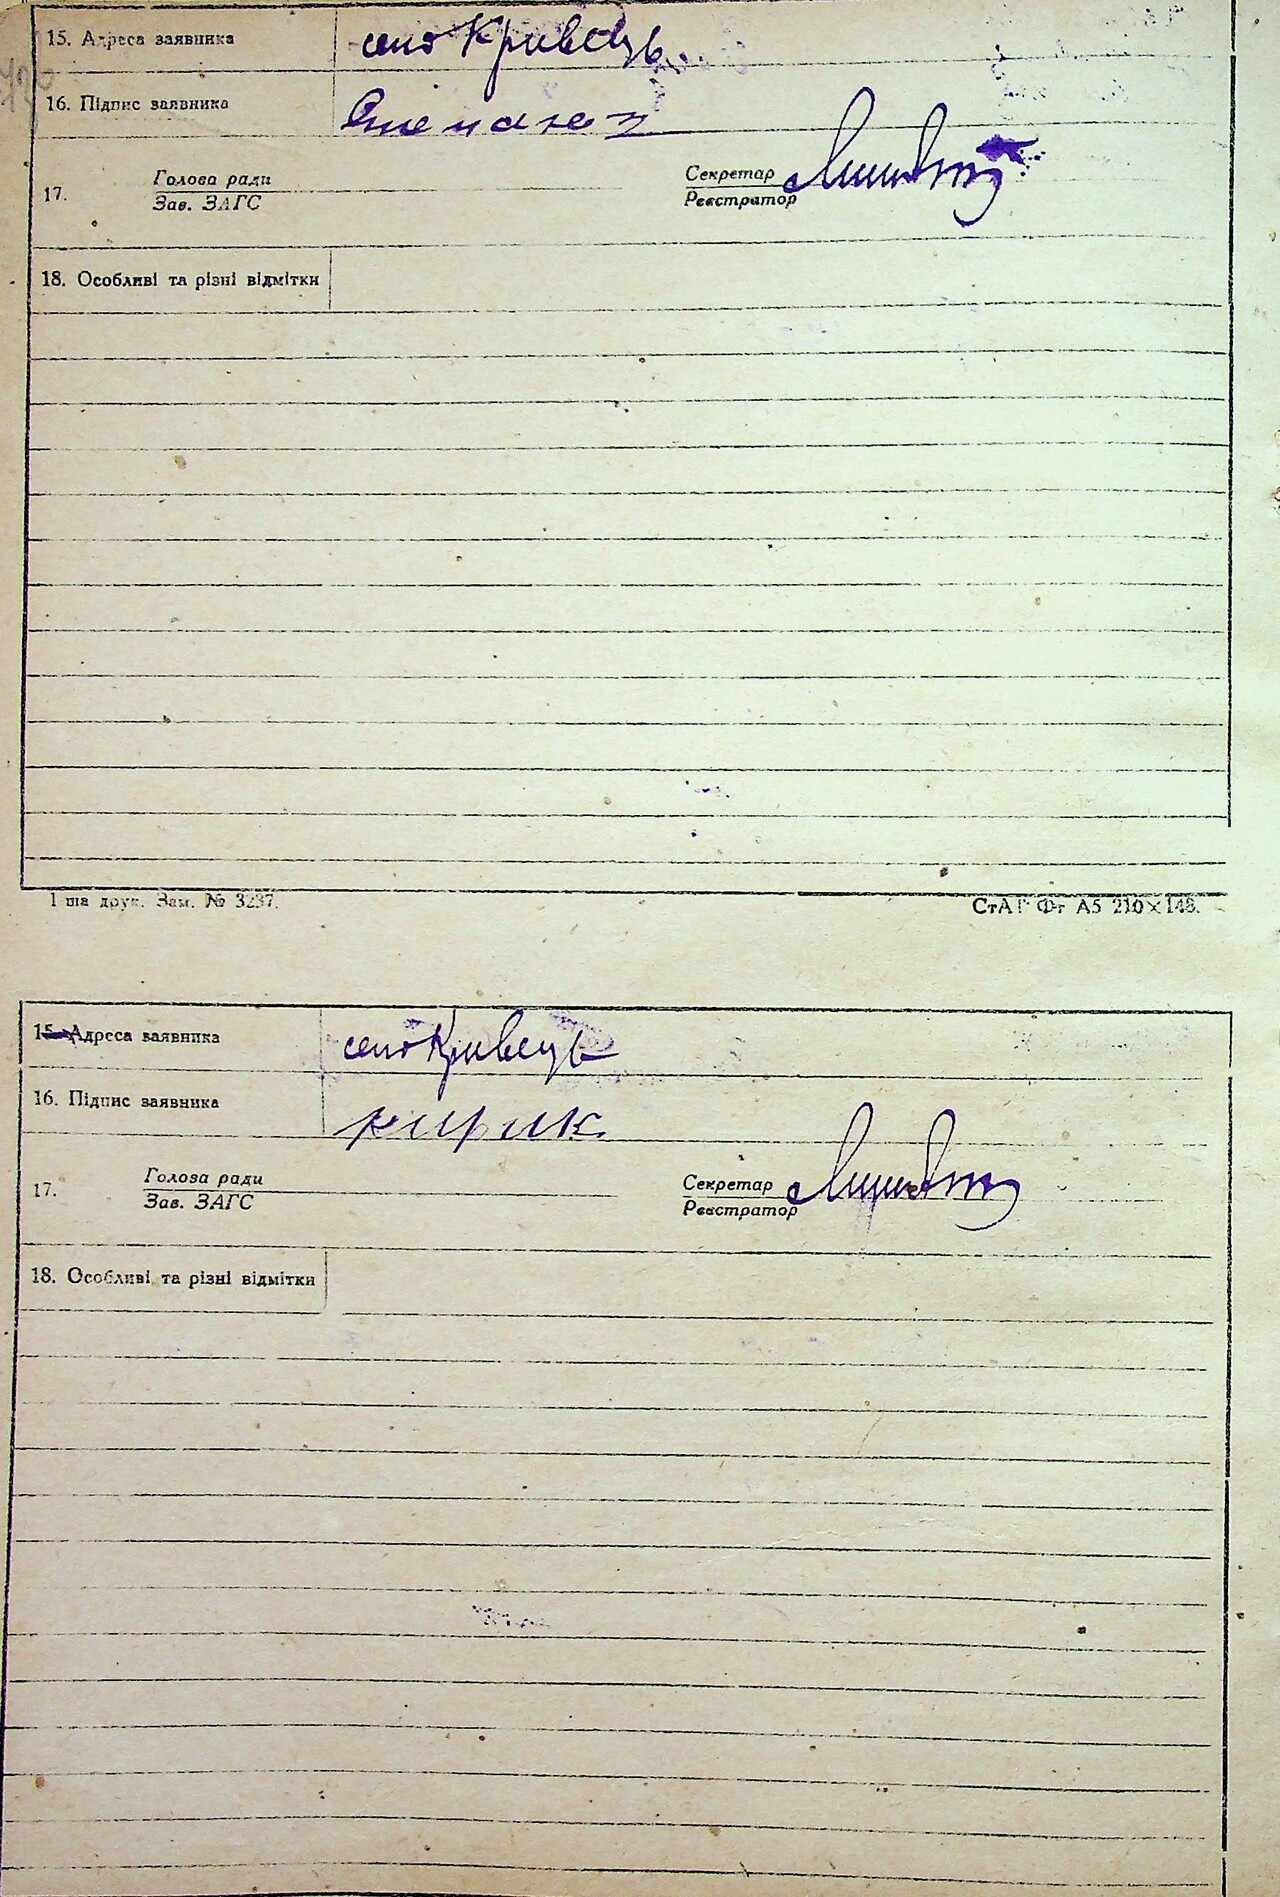 15. Адреса заявника село Кривець
16. Підпис заявника
Голова ради Секретар
17. Зав. ЗАГС Реєстратор
18. Особливі та різні відмітки
1 ша друк. Зам. № 3237. СтАГ Фт А5 210×148.
15. Адреса заявника село Кривець
16. Підпис заявника кирик
Голова ради Секретар
17. Зав. ЗАГС Реєстратор
18. Особливі та різні відмітки